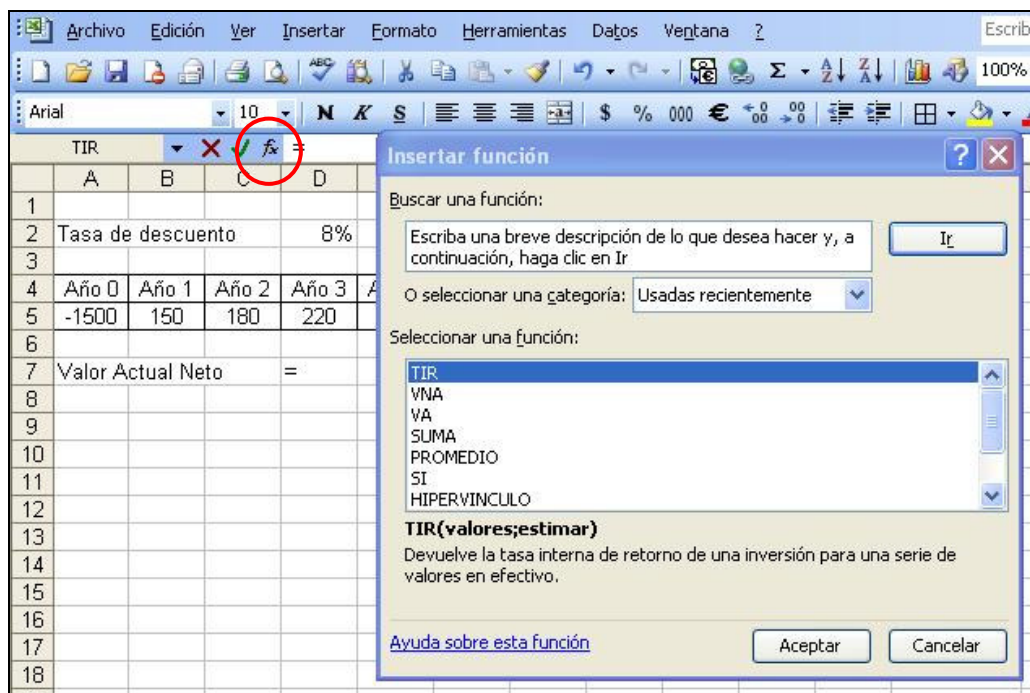 Archivo Edición Ver Insertar Formato Herramientas Datos Ventana ? Escrib
ABC Σ A Z Z A 100%
Arial 10 N K S $ % 000 €
TIR fx =
A B C D
1
2 Tasa de descuento 8%
3
4 Año 0 Año 1 Año 2 Año 3
5 -1500 150 180 220
6
7 Valor Actual Neto =
8
9
10
11
12
13
14
15
16
17
18
Insertar función
Buscar una función:
Escriba una breve descripción de lo que desea hacer y, a
continuación, haga clic en Ir
Ir
O seleccionar una categoría: Usadas recientemente
Seleccionar una función:
TIR
VNA
VA
SUMA
PROMEDIO
SI
HIPERVINCULO
TIR(valores;estimar)
Devuelve la tasa interna de retorno de una inversión para una serie de
valores en efectivo.
Ayuda sobre esta función Aceptar Cancelar